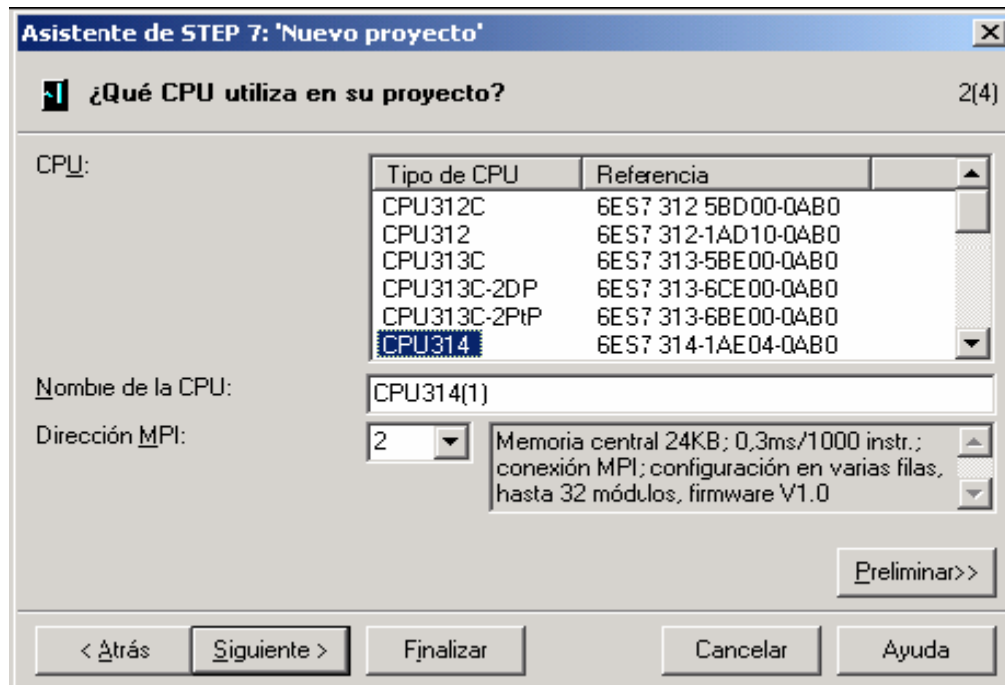 Asistente de STEP 7: 'Nuevo proyecto'
¿Qué CPU utiliza en su proyecto?
2(4)
CPU:
Tipo de CPU Referencia
CPU312C 6ES7 312 5BD00-0AB0
CPU312 6ES7 312-1AD10-0AB0
CPU313C 6ES7 313-5BE00-0AB0
CPU313C-2DP 6ES7 313-6CE00-0AB0
CPU313C-2PtP 6ES7 313-6BE00-0AB0
CPU314 6ES7 314-1AE04-0AB0
Nombre de la CPU: CPU314(1)
Dirección MPI: 2
Memoria central 24KB; 0,3ms/1000 instr.;
conexión MPI; configuración en varias filas,
hasta 32 módulos, firmware V1.0
Preliminar>>
< Atrás Siguiente > Finalizar Cancelar Ayuda